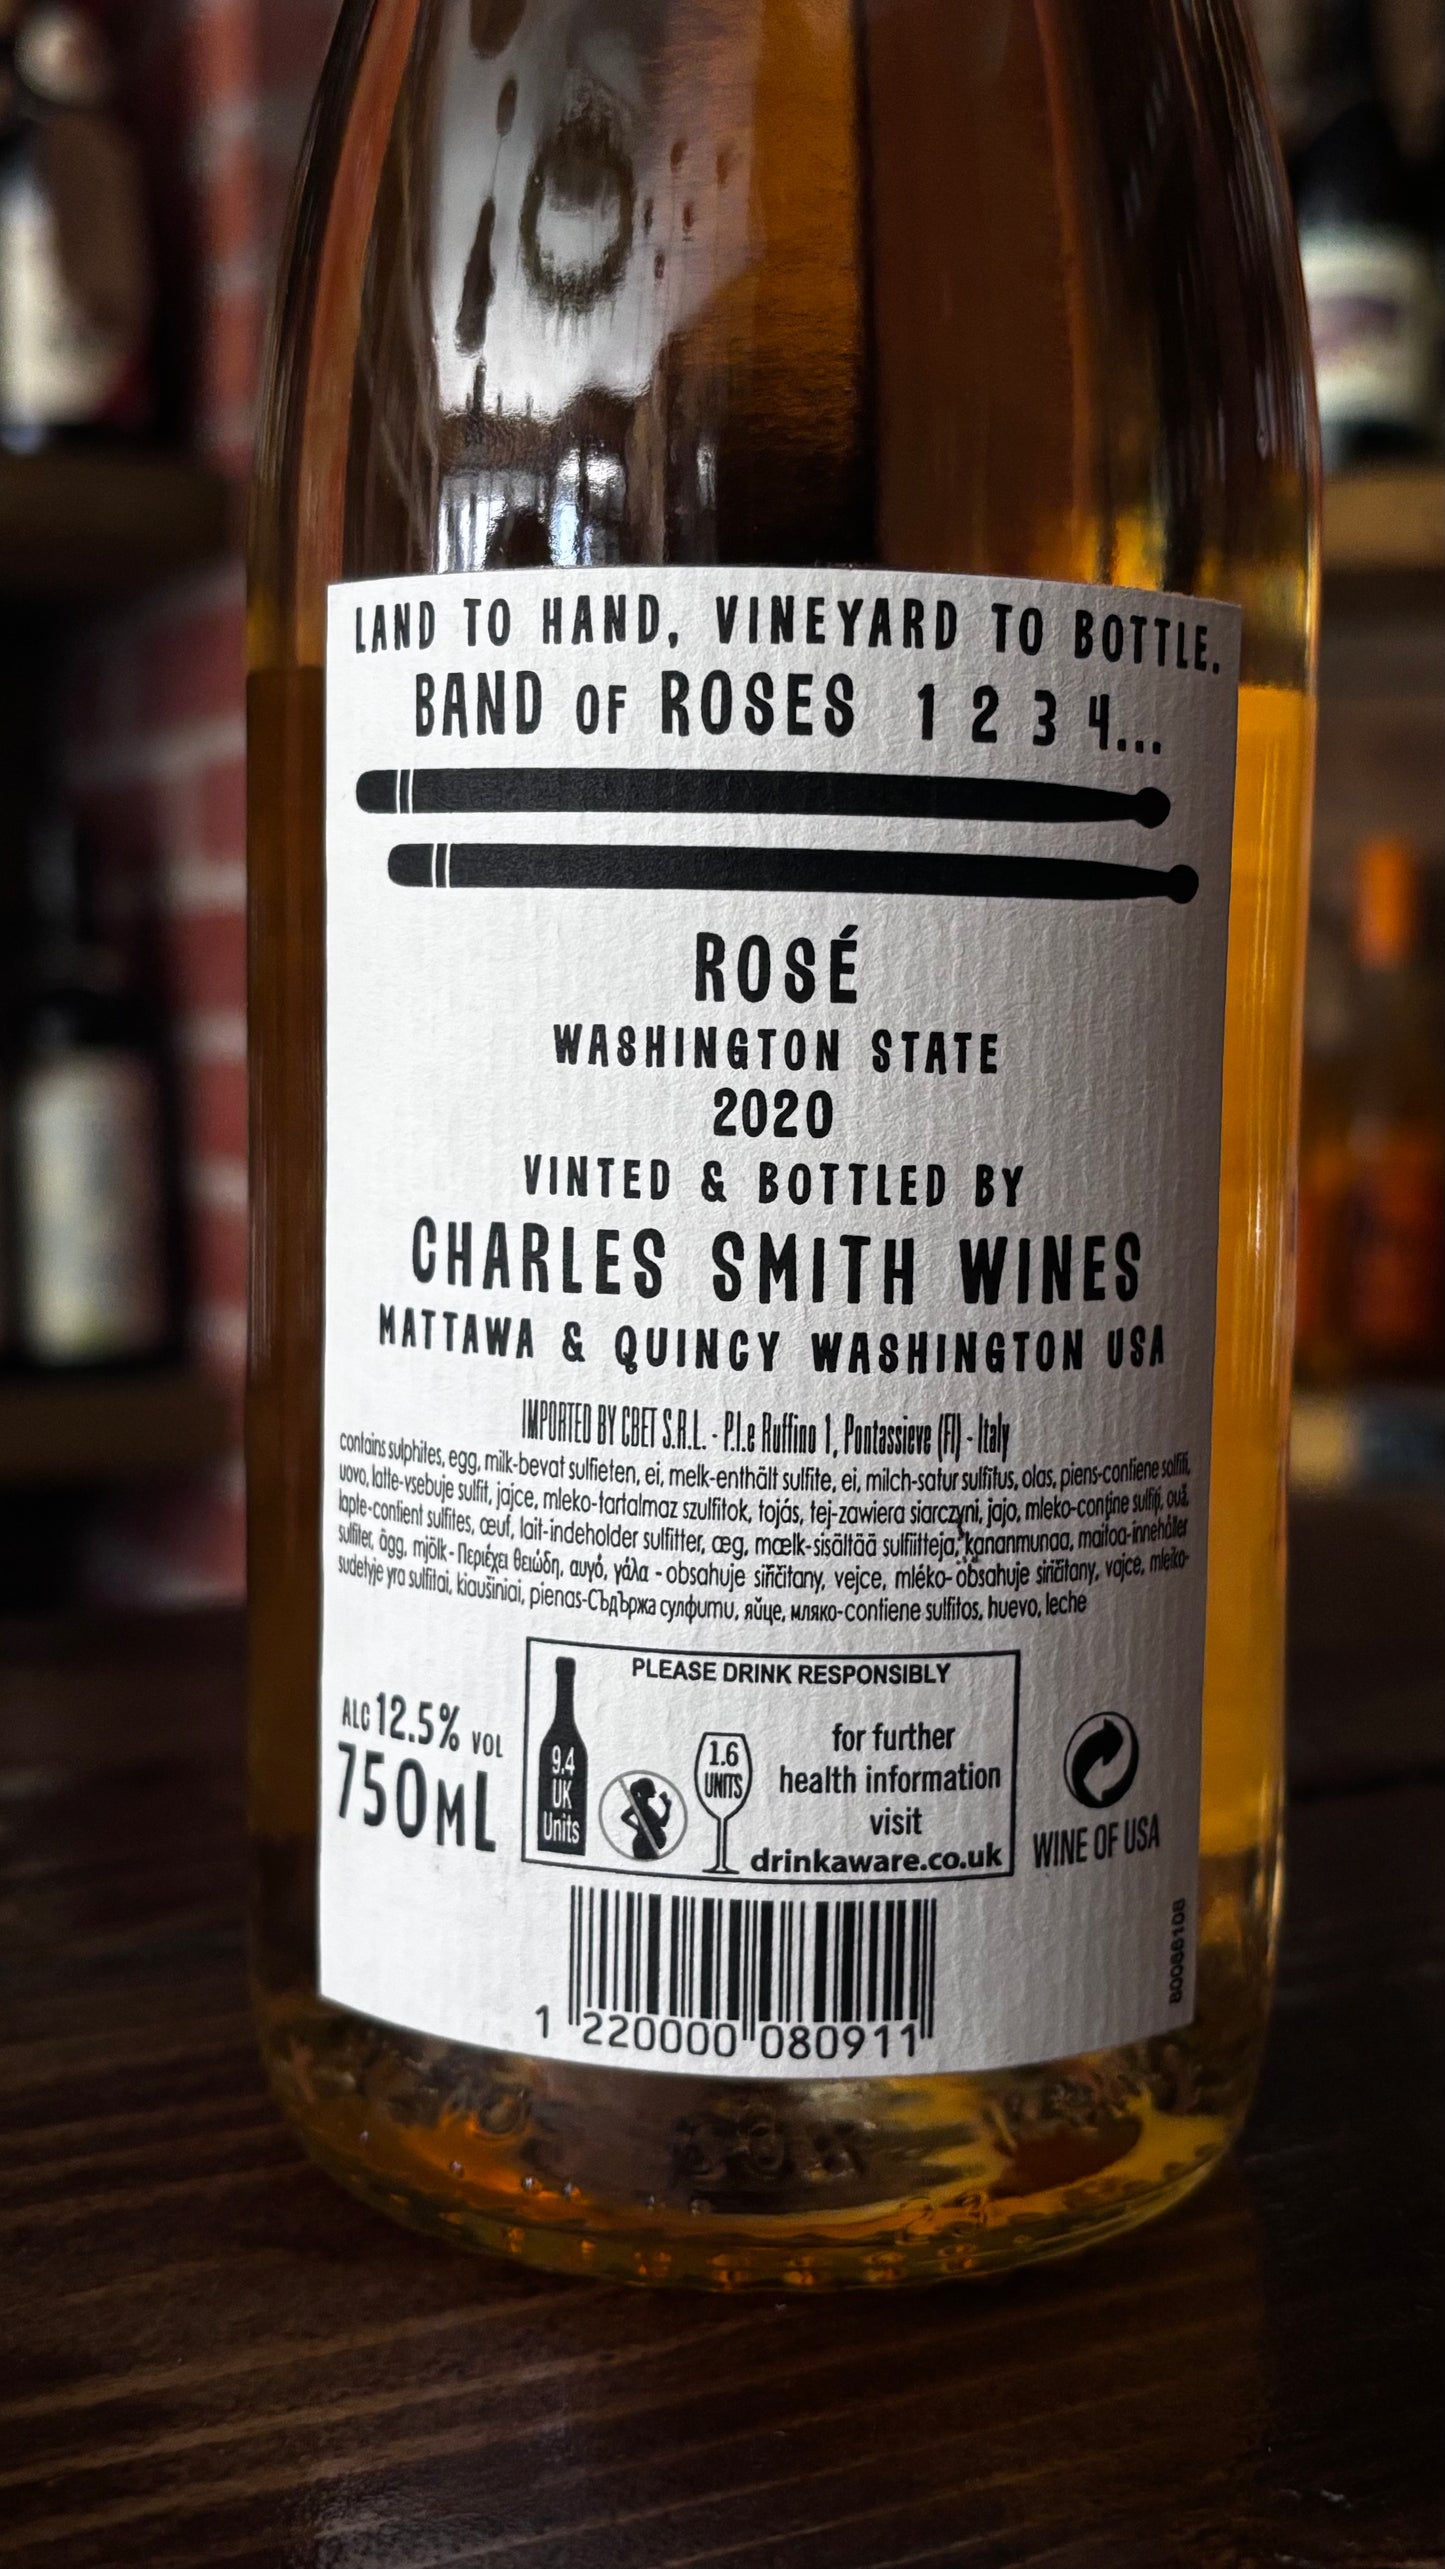 LAND TO HAND, VINEYARD TO BOTTLE.
BAND OF ROSES 1 2 3 4...
ROSÉ
WASHINGTON STATE
2020
VINTED & BOTTLED BY
CHARLES SMITH WINES
MATTAWA & QUINCY WASHINGTON USA
IMPORTED BY CBET S.R.L. - P.l.e Ruffino 1, Pontassieve (FI) - Italy
contains sulphites, egg, milk-bevat sulfieten, ei, melk-enthält sulfite, ei, milch-satur sulfītus, olas, piens-contiene solfiti,
uovo, latte-vsebuje sulfit, jajce, mleko-tartalmaz szulfitok, tojás, tej-zawiera siarczyni, jajo, mleko-conține sulfiți, ouă,
lapte-contient sulfites, œuf, lait-indeholder sulfitter, æg, mælk-sisältää sulfiitteja, kananmunaa, maitoa-innehåller
sulfiter, ägg, mjölk-Περιέχει θειώδη, αυγό, γάλα - obsahuje siřičitany, vejce, mléko-obsahuje siričitany, vajce, mleiko-
sudetyje yra sulfitai, kiaušiniai, pienas-Съдържа сулфити, яйце, мляко-contiene sulfitos, huevo, leche
PLEASE DRINK RESPONSIBLY
ALC 12.5% VOL
750ML
9.4
UK
Units
1.6
UNITS
for further
health information
visit
drinkaware.co.uk
WINE OF USA
80086108
1 220000 080911